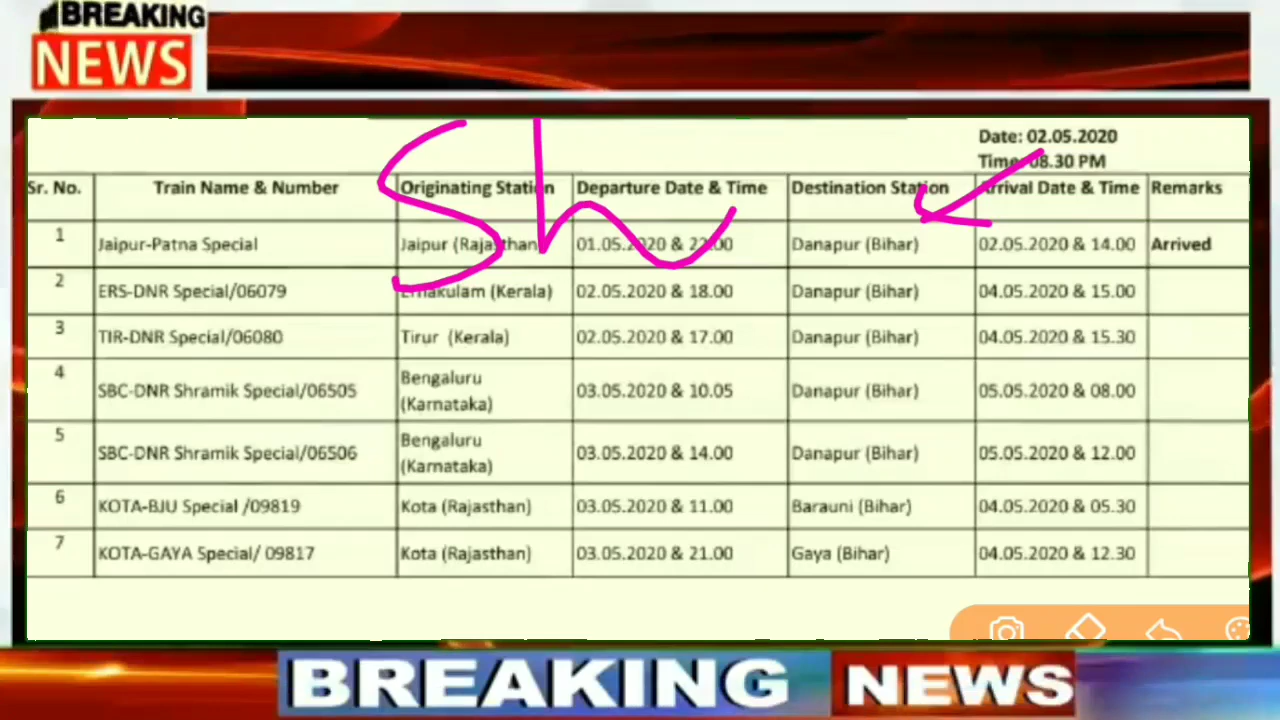 BREAKING
NEWS
Date: 02.05.2020
Time: 08.30 PM
Sr. No. Train Name & Number Originating Station Departure Date & Time Destination Station Arrival Date & Time Remarks
1 Jaipur-Patna Special Jaipur (Rajasthan) 01.05.2020 & 22.00 Danapur (Bihar) 02.05.2020 & 14.00 Arrived
2 ERS-DNR Special/06079 Ernakulam (Kerala) 02.05.2020 & 18.00 Danapur (Bihar) 04.05.2020 & 15.00
3 TIR-DNR Special/06080 Tirur (Kerala) 02.05.2020 & 17.00 Danapur (Bihar) 04.05.2020 & 15.30
4 SBC-DNR Shramik Special/06505 Bengaluru (Karnataka) 03.05.2020 & 10.05 Danapur (Bihar) 05.05.2020 & 08.00
5 SBC-DNR Shramik Special/06506 Bengaluru (Karnataka) 03.05.2020 & 14.00 Danapur (Bihar) 05.05.2020 & 12.00
6 KOTA-BJU Special /09819 Kota (Rajasthan) 03.05.2020 & 11.00 Barauni (Bihar) 04.05.2020 & 05.30
7 KOTA-GAYA Special/ 09817 Kota (Rajasthan) 03.05.2020 & 21.00 Gaya (Bihar) 04.05.2020 & 12.30
Sh
BREAKING NEWS